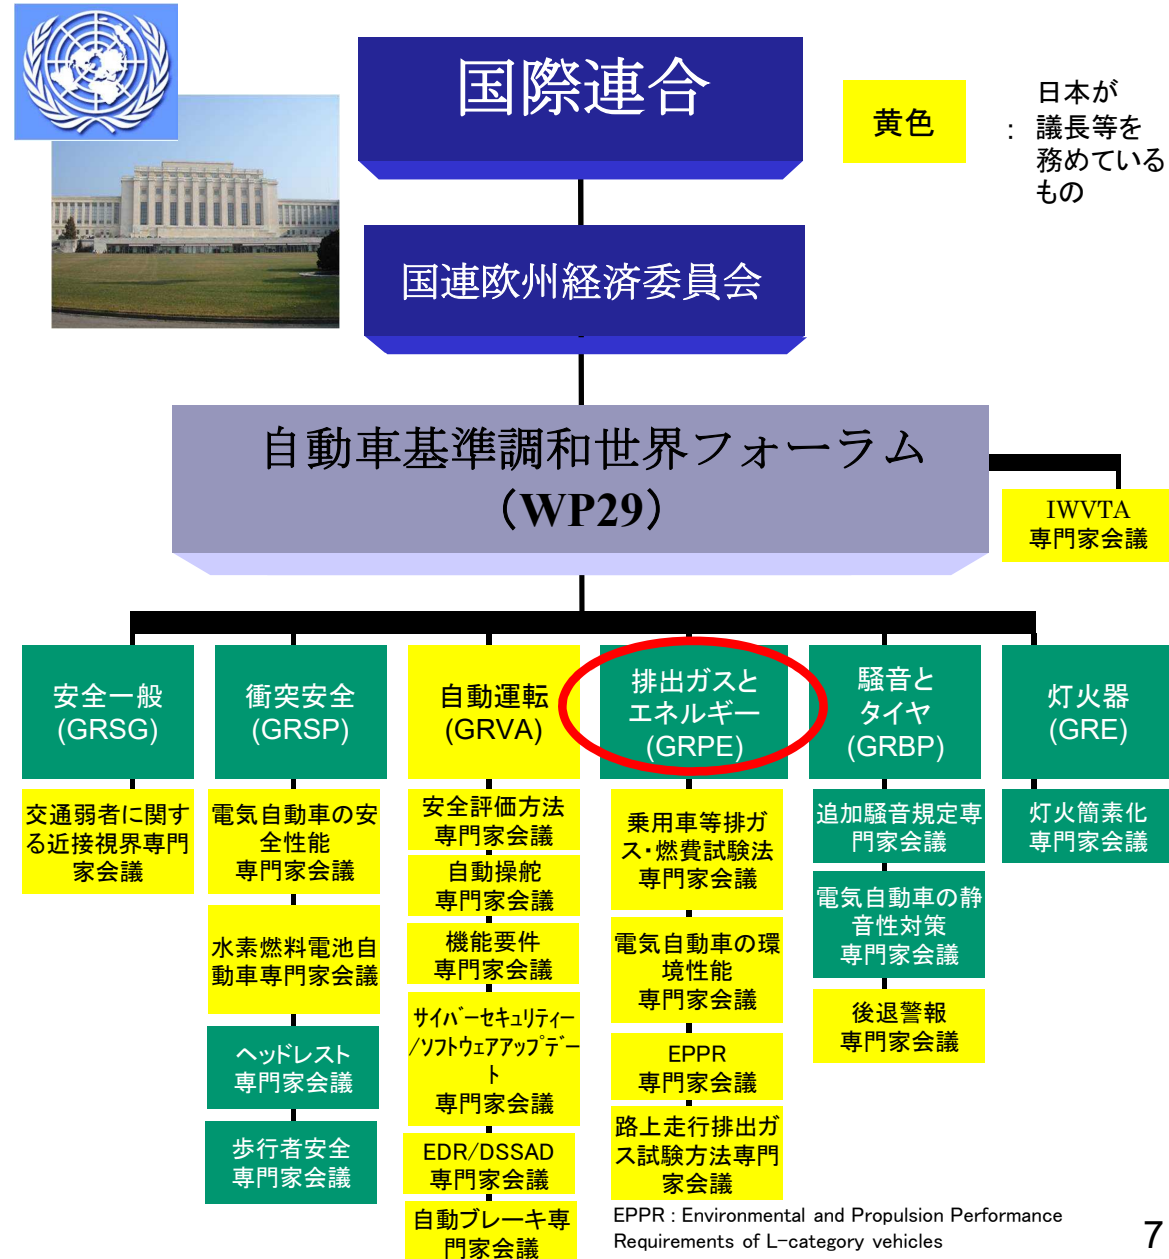 国際連合
黄色
:
日本が
議長等を
務めている
もの
国連欧州経済委員会
自動車基準調和世界フォーラム
（WP29）
IWVTA
専門家会議
安全一般
(GRSG)
交通弱者に関す
る近接視界専門
家会議
衝突安全
(GRSP)
電気自動車の安
全性能
専門家会議
水素燃料電池自
動車専門家会議
ヘッドレスト
専門家会議
歩行者安全
専門家会議
自動運転
(GRVA)
安全評価方法
専門家会議
自動操舵
専門家会議
機能要件
専門家会議
ｻｲﾊﾞｰｾｷｭﾘﾃｨｰ
/ｿﾌﾄｳｪｱｱｯﾌﾟﾃﾞｰ
ﾄ
専門家会議
EDR/DSSAD
専門家会議
自動ブレーキ専
門家会議
排出ガスと
エネルギー
(GRPE)
乗用車等排ガ
ス・燃費試験法
専門家会議
電気自動車の環
境性能
専門家会議
EPPR
専門家会議
路上走行排出ガ
ス試験方法専門
家会議
騒音と
タイヤ
(GRBP)
追加騒音規定専
門家会議
電気自動車の静
音性対策
専門家会議
後退警報
専門家会議
灯火器
(GRE)
灯火簡素化
専門家会議
EPPR : Environmental and Propulsion Performance
Requirements of L-category vehicles
7